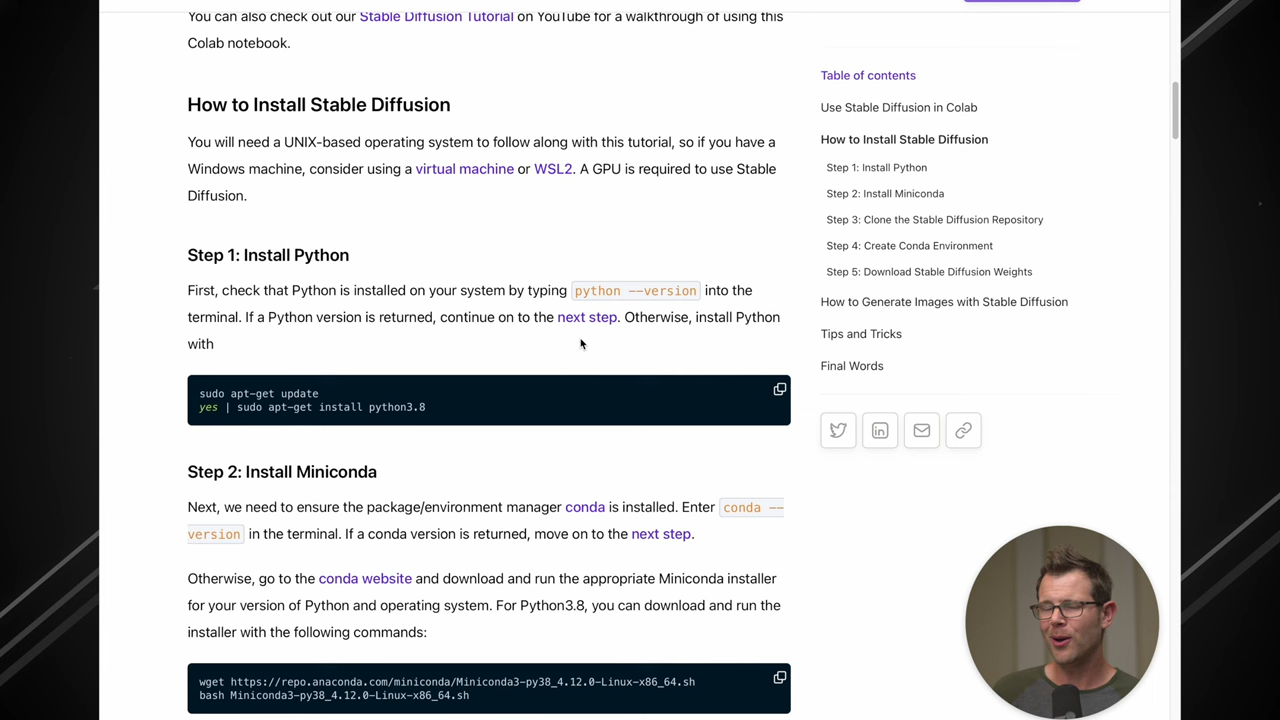 You can also check out our Stable Diffusion Tutorial on YouTube for a walkthrough of using this
Colab notebook.
How to Install Stable Diffusion
You will need a UNIX-based operating system to follow along with this tutorial, so if you have a
Windows machine, consider using a virtual machine or WSL2. A GPU is required to use Stable
Diffusion.
Step 1: Install Python
First, check that Python is installed on your system by typing python --version into the
terminal. If a Python version is returned, continue on to the next step. Otherwise, install Python
with
sudo apt-get update
yes | sudo apt-get install python3.8
Step 2: Install Miniconda
Next, we need to ensure the package/environment manager conda is installed. Enter conda --
version in the terminal. If a conda version is returned, move on to the next step.
Otherwise, go to the conda website and download and run the appropriate Miniconda installer
for your version of Python and operating system. For Python3.8, you can download and run the
installer with the following commands:
wget https://repo.anaconda.com/miniconda/Miniconda3-py38_4.12.0-Linux-x86_64.sh
bash Miniconda3-py38_4.12.0-Linux-x86_64.sh
Table of contents
Use Stable Diffusion in Colab
How to Install Stable Diffusion
Step 1: Install Python
Step 2: Install Miniconda
Step 3: Clone the Stable Diffusion Repository
Step 4: Create Conda Environment
Step 5: Download Stable Diffusion Weights
How to Generate Images with Stable Diffusion
Tips and Tricks
Final Words